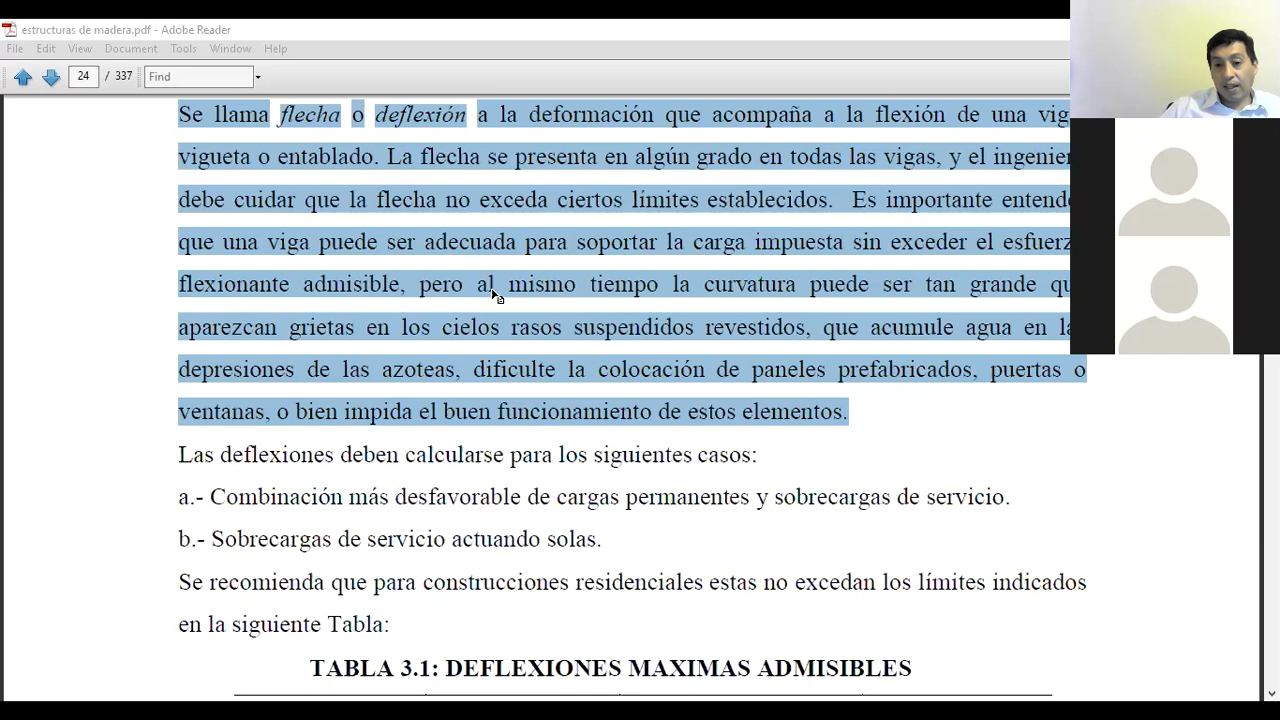 estructuras de madera.pdf - Adobe Reader
File Edit View Document Tools Window Help
24 / 337 Find
Se llama flecha o deflexión a la deformación que acompaña a la flexión de una vig
vigueta o entablado. La flecha se presenta en algún grado en todas las vigas, y el ingenier
debe cuidar que la flecha no exceda ciertos límites establecidos. Es importante entende
que una viga puede ser adecuada para soportar la carga impuesta sin exceder el esfuerz
flexionante admisible, pero al mismo tiempo la curvatura puede ser tan grande qu
aparezcan grietas en los cielos rasos suspendidos revestidos, que acumule agua en la
depresiones de las azoteas, dificulte la colocación de paneles prefabricados, puertas o
ventanas, o bien impida el buen funcionamiento de estos elementos.
Las deflexiones deben calcularse para los siguientes casos:
a.- Combinación más desfavorable de cargas permanentes y sobrecargas de servicio.
b.- Sobrecargas de servicio actuando solas.
Se recomienda que para construcciones residenciales estas no excedan los límites indicados
en la siguiente Tabla:
TABLA 3.1: DEFLEXIONES MAXIMAS ADMISIBLES